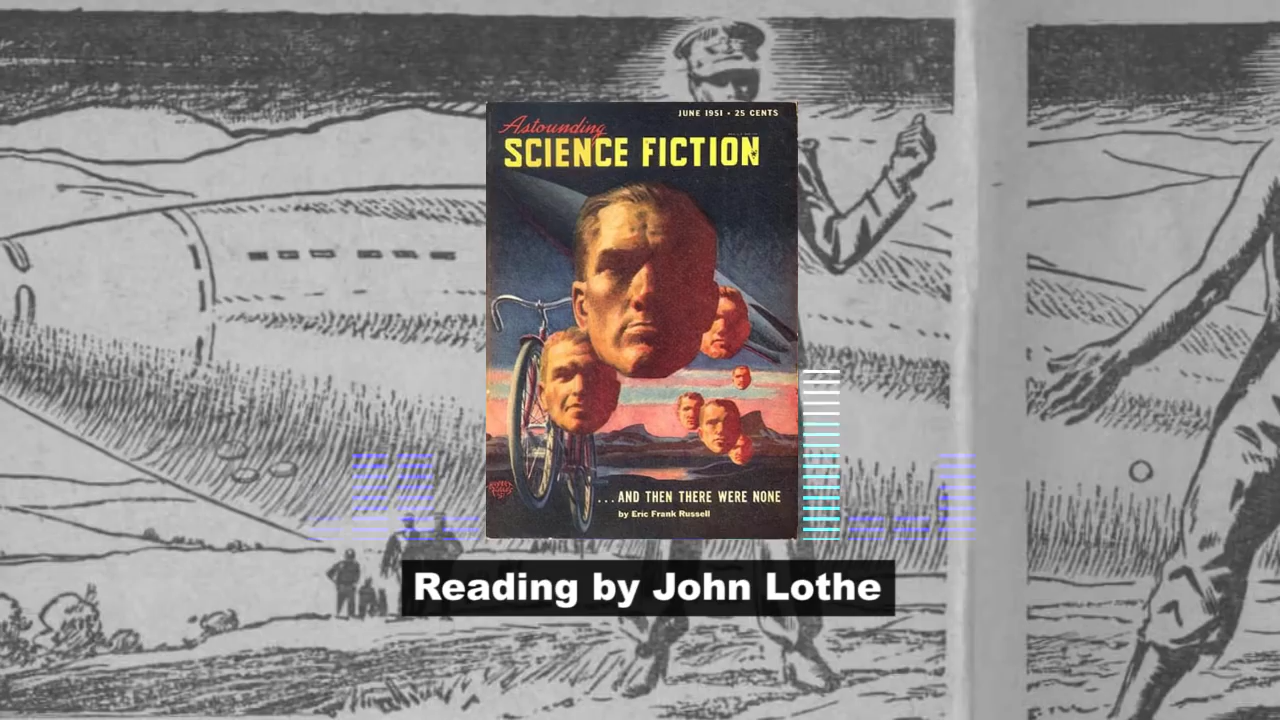 JUNE 1951 • 25 CENTS
Astounding
SCIENCE FICTION
...AND THEN THERE WERE NONE
by Eric Frank Russell
Reading by John Lothe